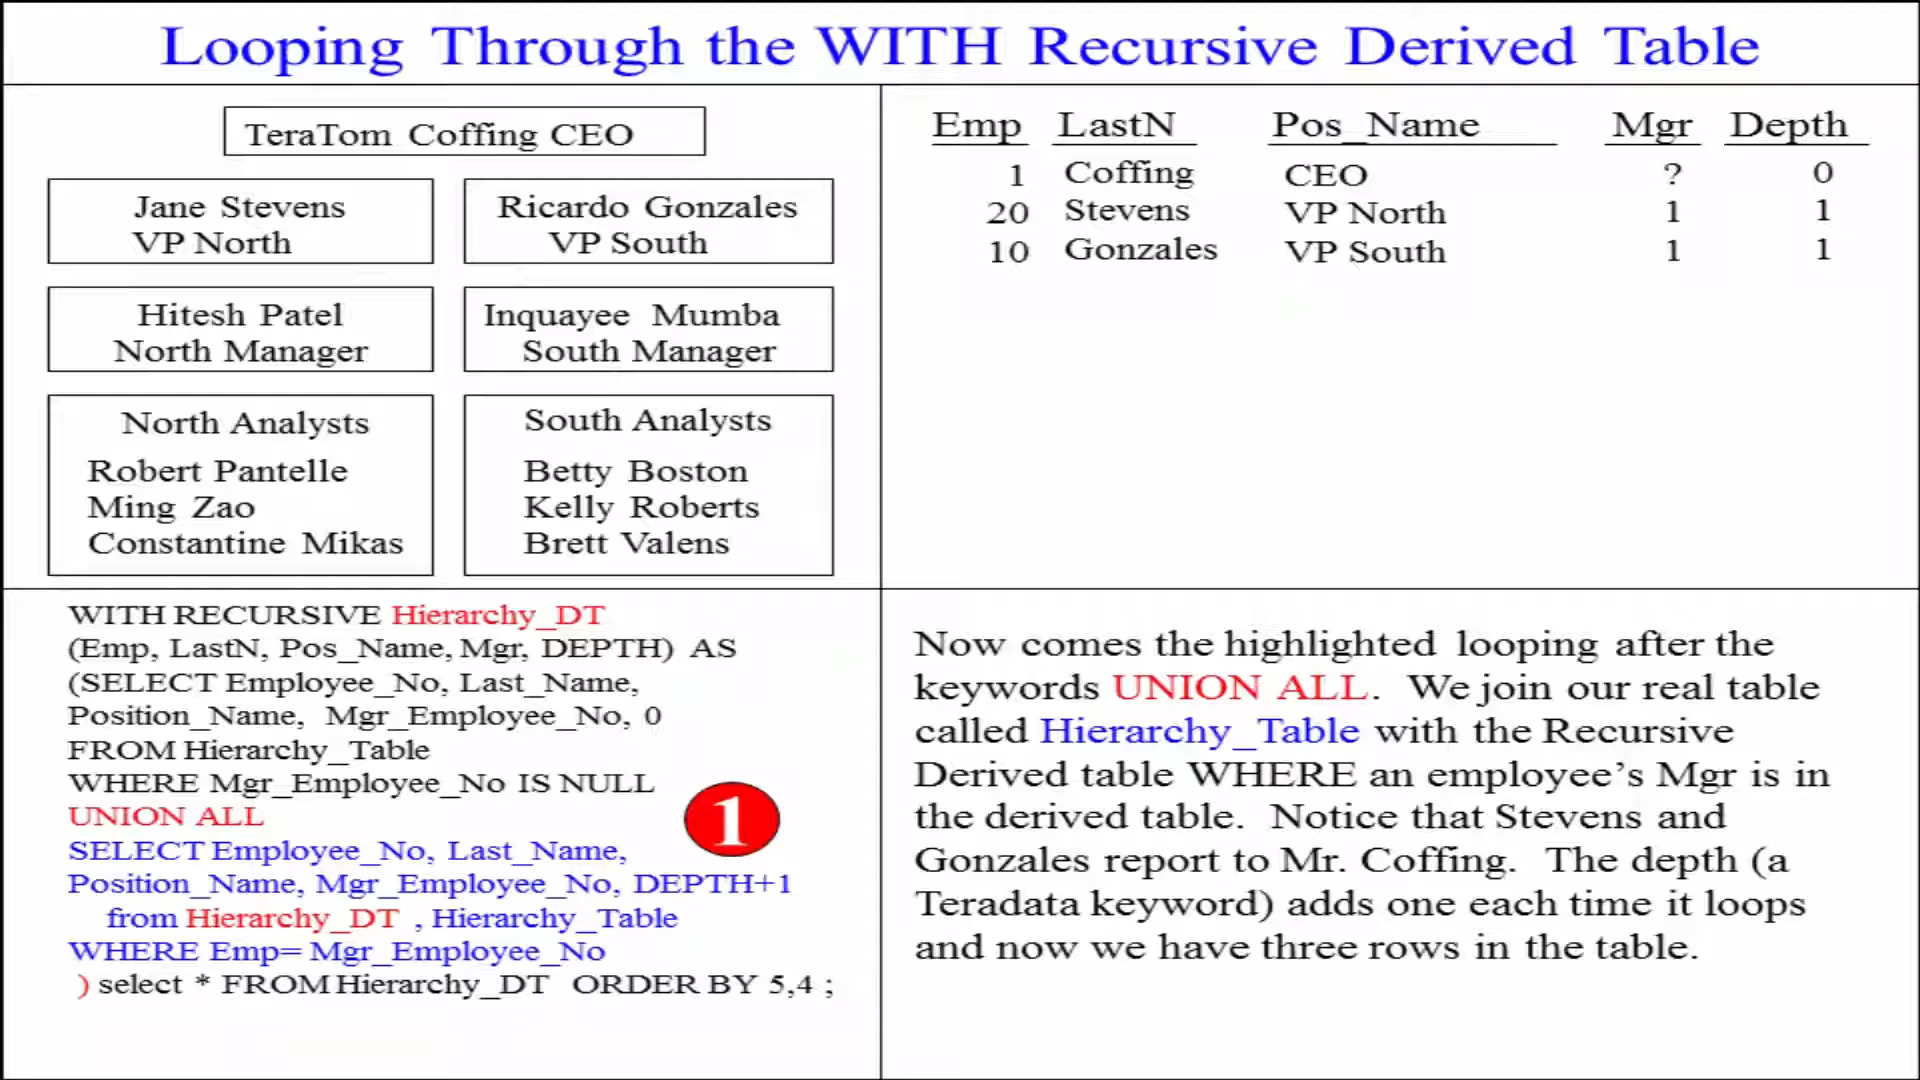 Looping Through the WITH Recursive Derived Table
TeraTom Coffing CEO
Jane Stevens
VP North
Ricardo Gonzales
VP South
Hitesh Patel
North Manager
Inquayee Mumba
South Manager
North Analysts
Robert Pantelle
Ming Zao
Constantine Mikas
South Analysts
Betty Boston
Kelly Roberts
Brett Valens
Emp LastN Pos_Name Mgr Depth
1 Coffing CEO ? 0
20 Stevens VP North 1 1
10 Gonzales VP South 1 1
WITH RECURSIVE Hierarchy_DT
(Emp, LastN, Pos_Name, Mgr, DEPTH) AS
(SELECT Employee_No, Last_Name,
Position_Name, Mgr_Employee_No, 0
FROM Hierarchy_Table
WHERE Mgr_Employee_No IS NULL
UNION ALL
SELECT Employee_No, Last_Name,
Position_Name, Mgr_Employee_No, DEPTH+1
from Hierarchy_DT , Hierarchy_Table
WHERE Emp= Mgr_Employee_No
) select * FROM Hierarchy_DT ORDER BY 5,4 ;
1
Now comes the highlighted looping after the
keywords UNION ALL. We join our real table
called Hierarchy_Table with the Recursive
Derived table WHERE an employee’s Mgr is in
the derived table. Notice that Stevens and
Gonzales report to Mr. Coffing. The depth (a
Teradata keyword) adds one each time it loops
and now we have three rows in the table.